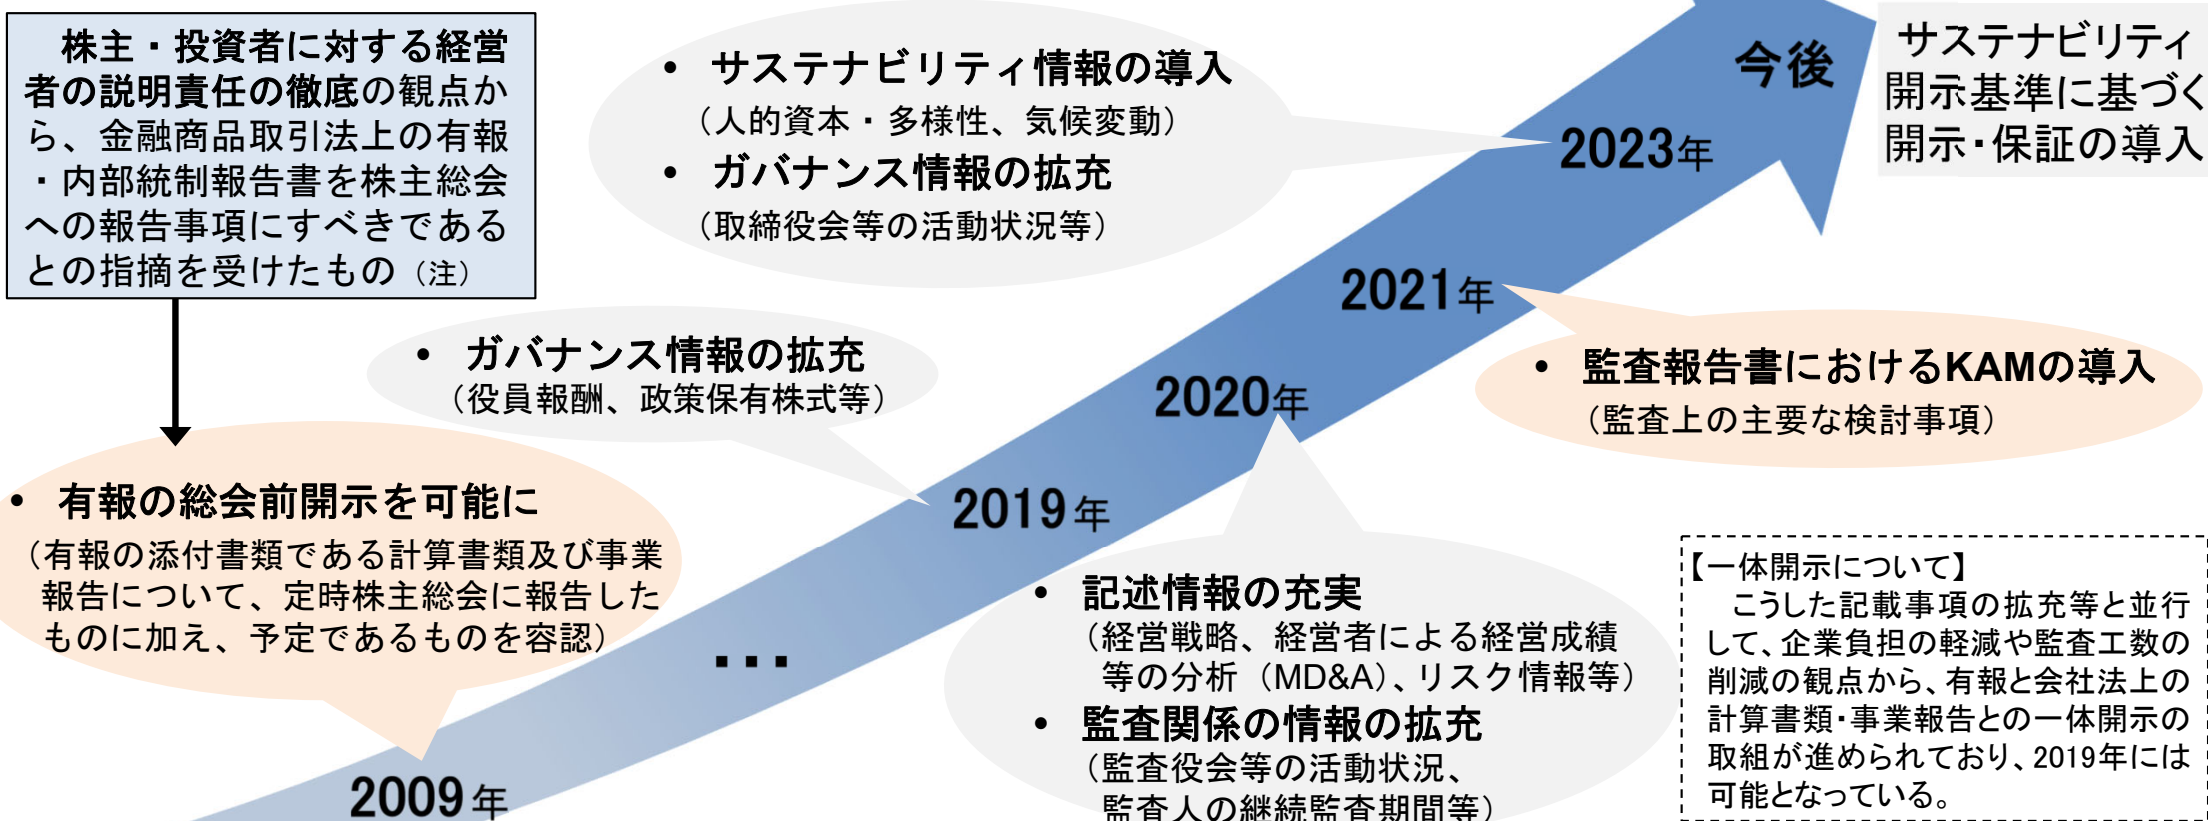 株主・投資者に対する経営
者の説明責任の徹底の観点か
ら、金融商品取引法上の有報
・内部統制報告書を株主総会
への報告事項にすべきである
との指摘を受けたもの（注）
• 有報の総会前開示を可能に
（有報の添付書類である計算書類及び事業
報告について、定時株主総会に報告した
ものに加え、予定であるものを容認）
2009年
…
• ガバナンス情報の拡充
（役員報酬、政策保有株式等）
2019年
• 記述情報の充実
（経営戦略、経営者による経営成績
等の分析（MD&A）、リスク情報等）
• 監査関係の情報の拡充
（監査役会等の活動状況、
監査人の継続監査期間等）
2020年
• 監査報告書におけるKAMの導入
（監査上の主要な検討事項）
2021年
• サステナビリティ情報の導入
（人的資本・多様性、気候変動）
• ガバナンス情報の拡充
（取締役会等の活動状況等）
2023年
今後
サステナビリティ
開示基準に基づく
開示・保証の導入
【一体開示について】
こうした記載事項の拡充等と並行
して、企業負担の軽減や監査工数の
削減の観点から、有報と会社法上の
計算書類・事業報告との一体開示の
取組が進められており、2019年には
可能となっている。